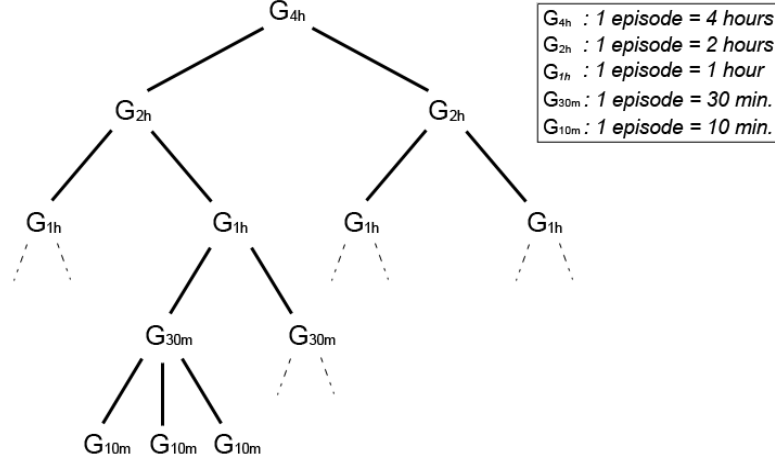 G4h
G2h G2h
G1h G1h G1h G1h
G30m G30m
G10m G10m G10m
G4h : 1 episode = 4 hours
G2h : 1 episode = 2 hours
G1h : 1 episode = 1 hour
G30m : 1 episode = 30 min.
G10m : 1 episode = 10 min.